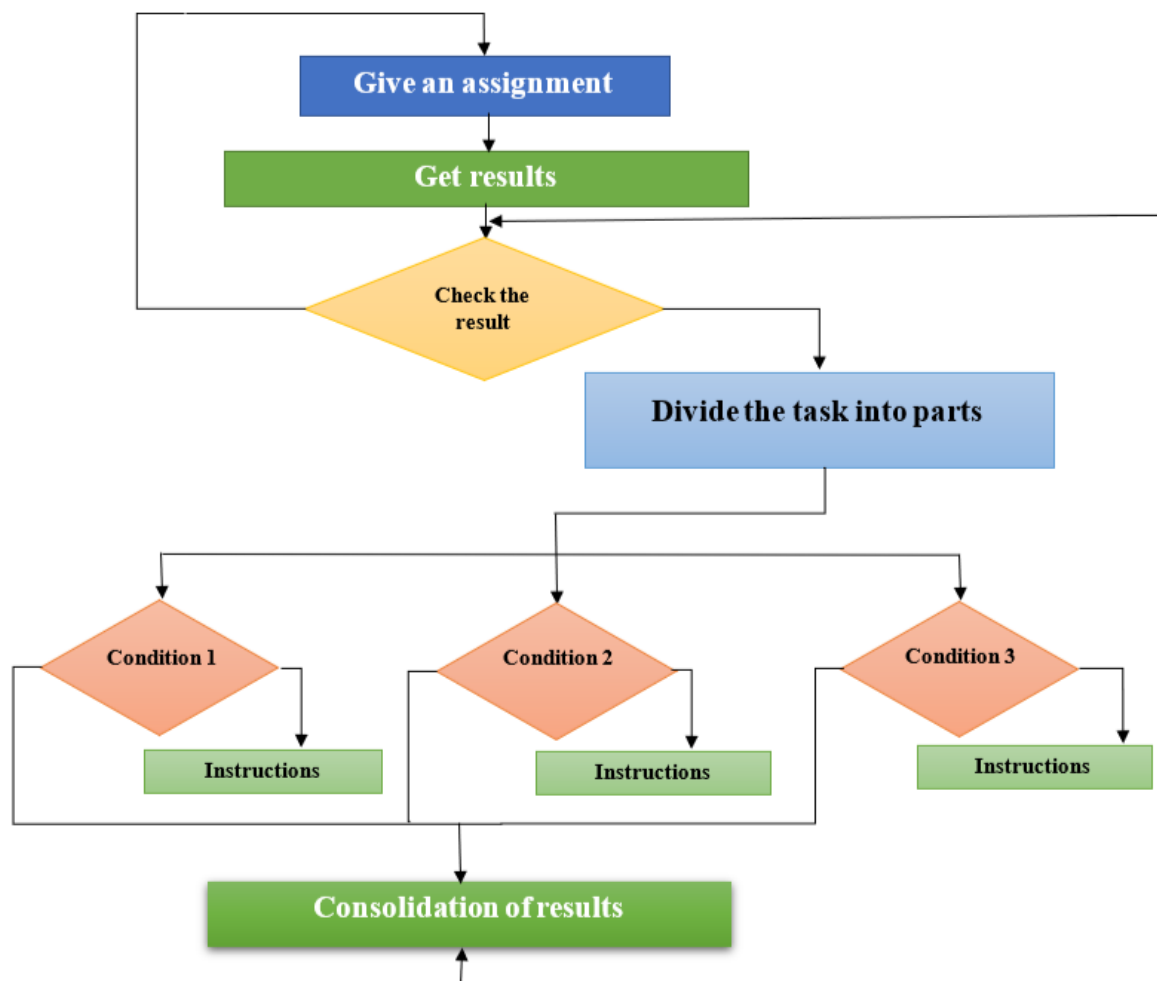 Give an assignment
Get results
Check the
result
Divide the task into parts
Condition 1
Condition 2
Condition 3
Instructions
Instructions
Instructions
Consolidation of results